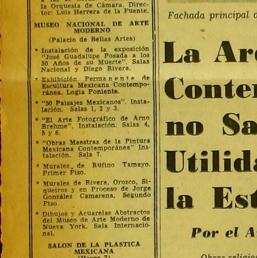 la Orquesta de Cámara. Direc-
tor: Luis Herrera de la Fuente.
MUSEO NACIONAL DE ARTE
MODERNO
(Palacio de Bellas Artes)
* Instalación de la exposición
"José Guadalupe Posada a los
50 Años de su Muerte". Salas
Nacional y Diego Rivera.
* Exhibición Permanente de
Escultura Mexicana Contempo-
ránea. Logia Poniente.
* "50 Paisajes Mexicanos". Insta-
lación. Salas 1, 2 y 3.
* "El Arte Fotográfico de Arno
Brehme". Instalación. Salas 4,
5 y 6.
* "Obras Maestras de la Pintura
Mexicana Contemporánea" Ins-
talación. Sala 7.
* Murales de Rufino Tamayo.
Primer Piso.
* Murales de Rivera, Orozco, Si-
queiros y en Proceso de Jorge
González Camarena, Segundo
Piso.
* Dibujos y Acuarelas Abstractos
del Museo de Arte Moderno de
Nueva York. Sala Internacio-
nal.
SALON DE LA PLASTICA
MEXICANA
Fachada principal
La Ar
Conte
no Sa
Utilida
la Est
Por el A